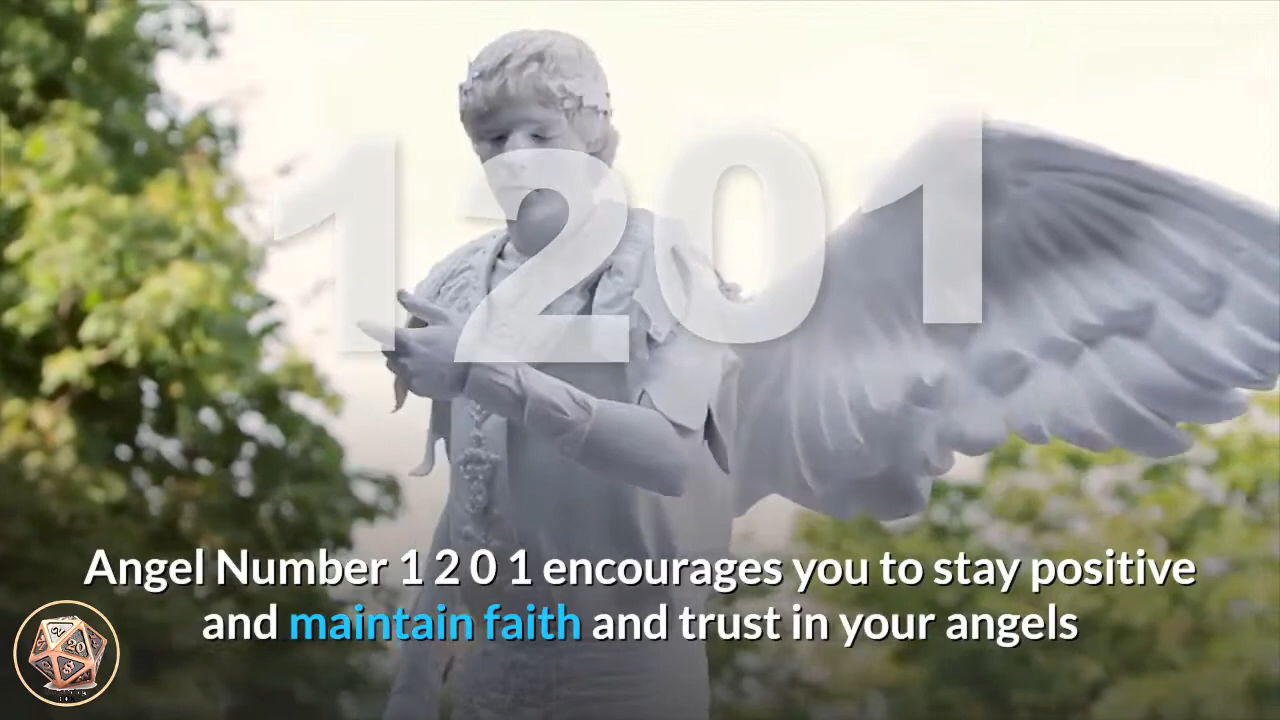 1201
Angel Number 1 2 0 1 encourages you to stay positive
and maintain faith and trust in your angels
20